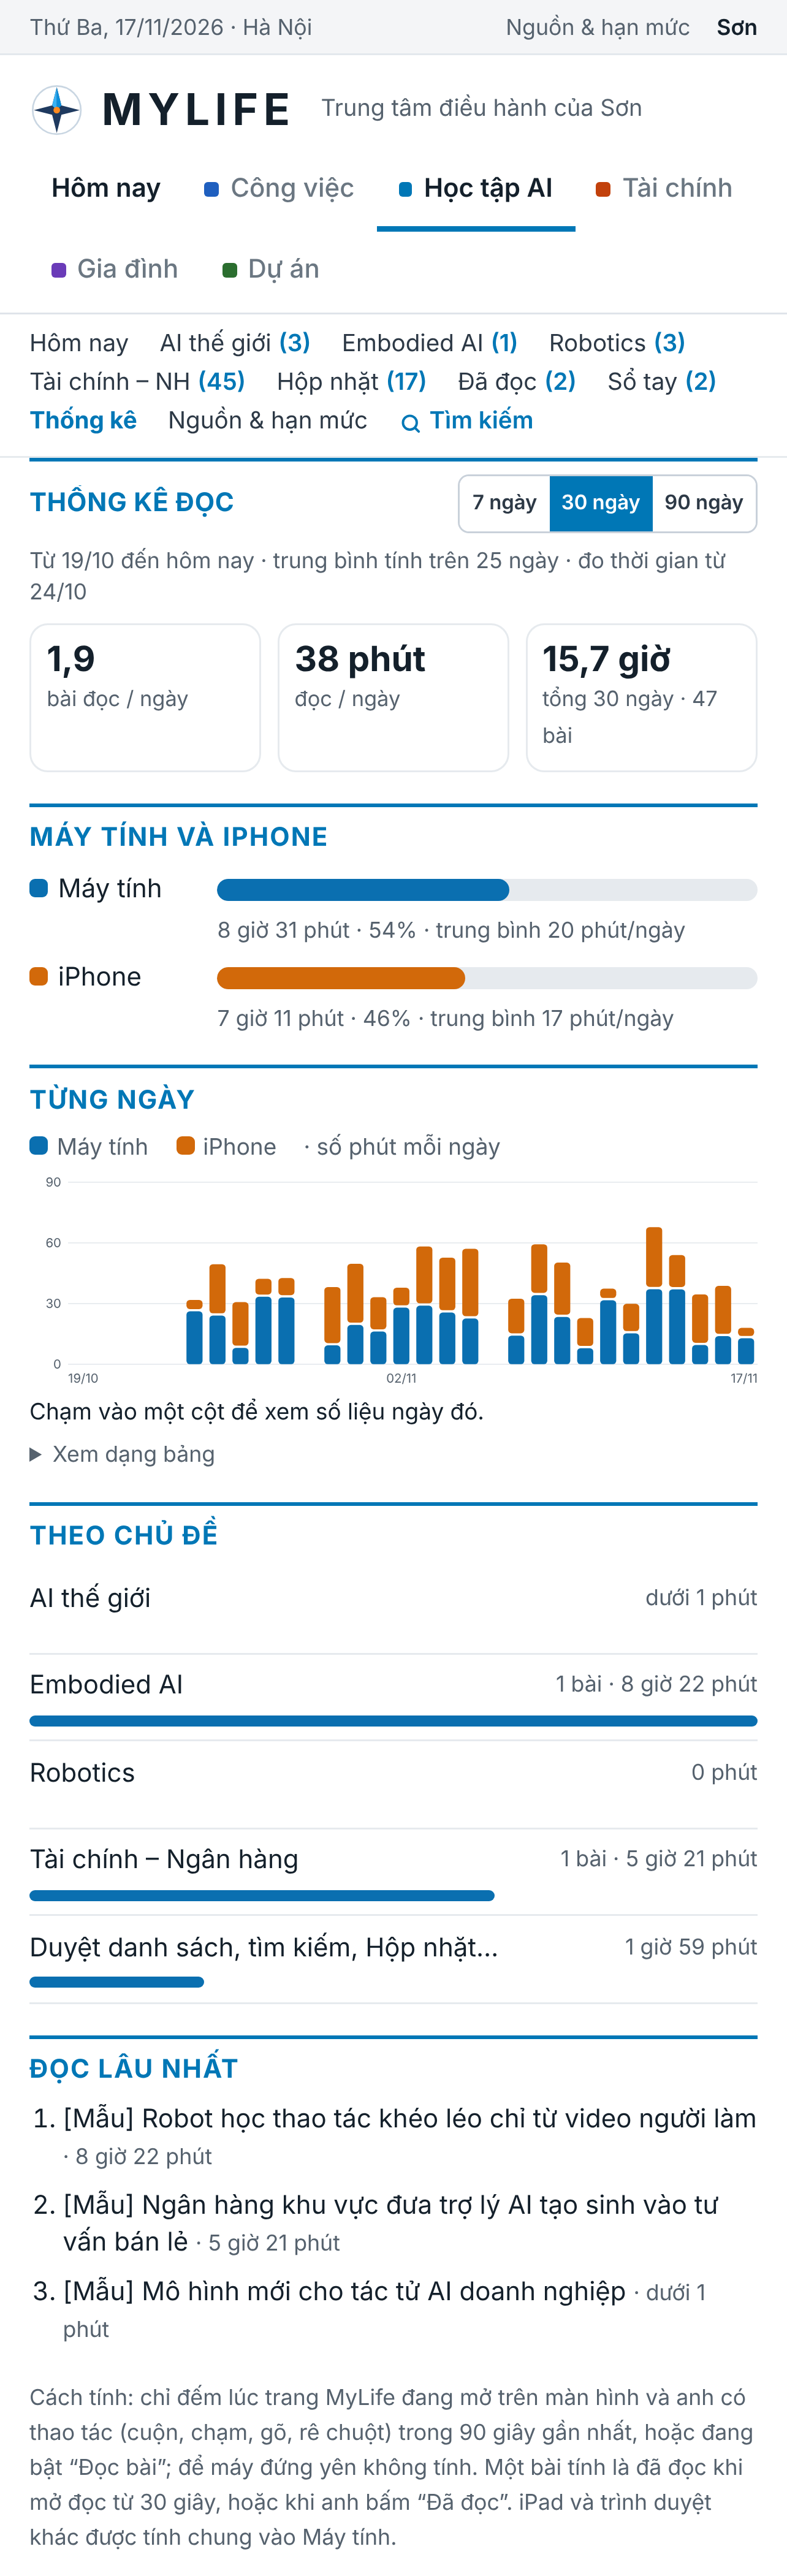 Thứ Ba, 17/11/2026 · Hà Nội
Nguồn & hạn mức Sơn
MYLIFE
Trung tâm điều hành của Sơn
Hôm nay Công việc Học tập AI Tài chính
Gia đình Dự án
Hôm nay AI thế giới (3) Embodied AI (1) Robotics (3)
Tài chính – NH (45) Hộp nhặt (17) Đã đọc (2) Sổ tay (2)
Thống kê Nguồn & hạn mức Tìm kiếm
THỐNG KÊ ĐỌC
7 ngày 30 ngày 90 ngày
Từ 19/10 đến hôm nay · trung bình tính trên 25 ngày · đo thời gian từ
24/10
1,9
bài đọc / ngày
38 phút
đọc / ngày
15,7 giờ
tổng 30 ngày · 47
bài
MÁY TÍNH VÀ IPHONE
Máy tính
8 giờ 31 phút · 54% · trung bình 20 phút/ngày
iPhone
7 giờ 11 phút · 46% · trung bình 17 phút/ngày
TỪNG NGÀY
Máy tính iPhone · số phút mỗi ngày
90
60
30
0
19/10 02/11 17/11
Chạm vào một cột để xem số liệu ngày đó.
▶ Xem dạng bảng
THEO CHỦ ĐỀ
AI thế giới dưới 1 phút
Embodied AI 1 bài · 8 giờ 22 phút
Robotics 0 phút
Tài chính – Ngân hàng 1 bài · 5 giờ 21 phút
Duyệt danh sách, tìm kiếm, Hộp nhặt... 1 giờ 59 phút
ĐỌC LÂU NHẤT
1. [Mẫu] Robot học thao tác khéo léo chỉ từ video người làm
· 8 giờ 22 phút
2. [Mẫu] Ngân hàng khu vực đưa trợ lý AI tạo sinh vào tư
vấn bán lẻ · 5 giờ 21 phút
3. [Mẫu] Mô hình mới cho tác tử AI doanh nghiệp · dưới 1
phút
Cách tính: chỉ đếm lúc trang MyLife đang mở trên màn hình và anh có
thao tác (cuộn, chạm, gõ, rê chuột) trong 90 giây gần nhất, hoặc đang
bật “Đọc bài”; để máy đứng yên không tính. Một bài tính là đã đọc khi
mở đọc từ 30 giây, hoặc khi anh bấm “Đã đọc”. iPad và trình duyệt
khác được tính chung vào Máy tính.